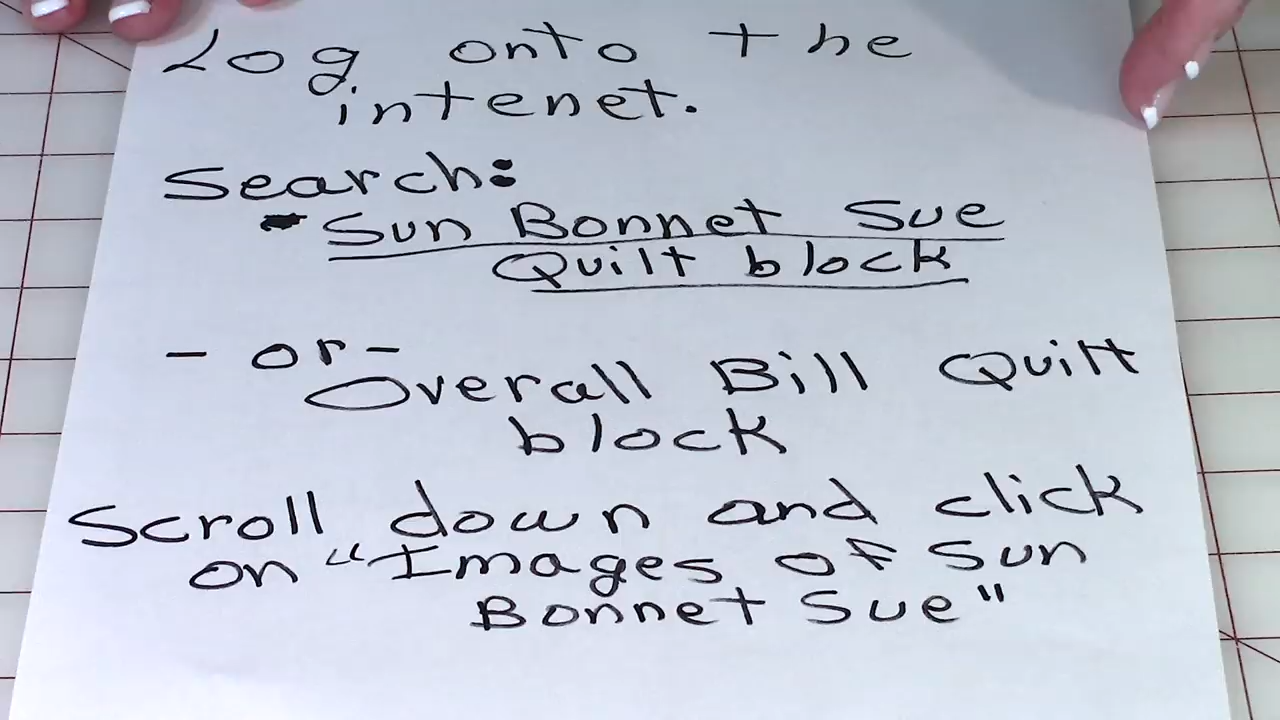 Log onto the
intenet.
Search:
- Sun Bonnet Sue
Quilt block
- or -
Overall Bill Quilt
block
Scroll down and click
on "Images of Sun
Bonnet Sue"